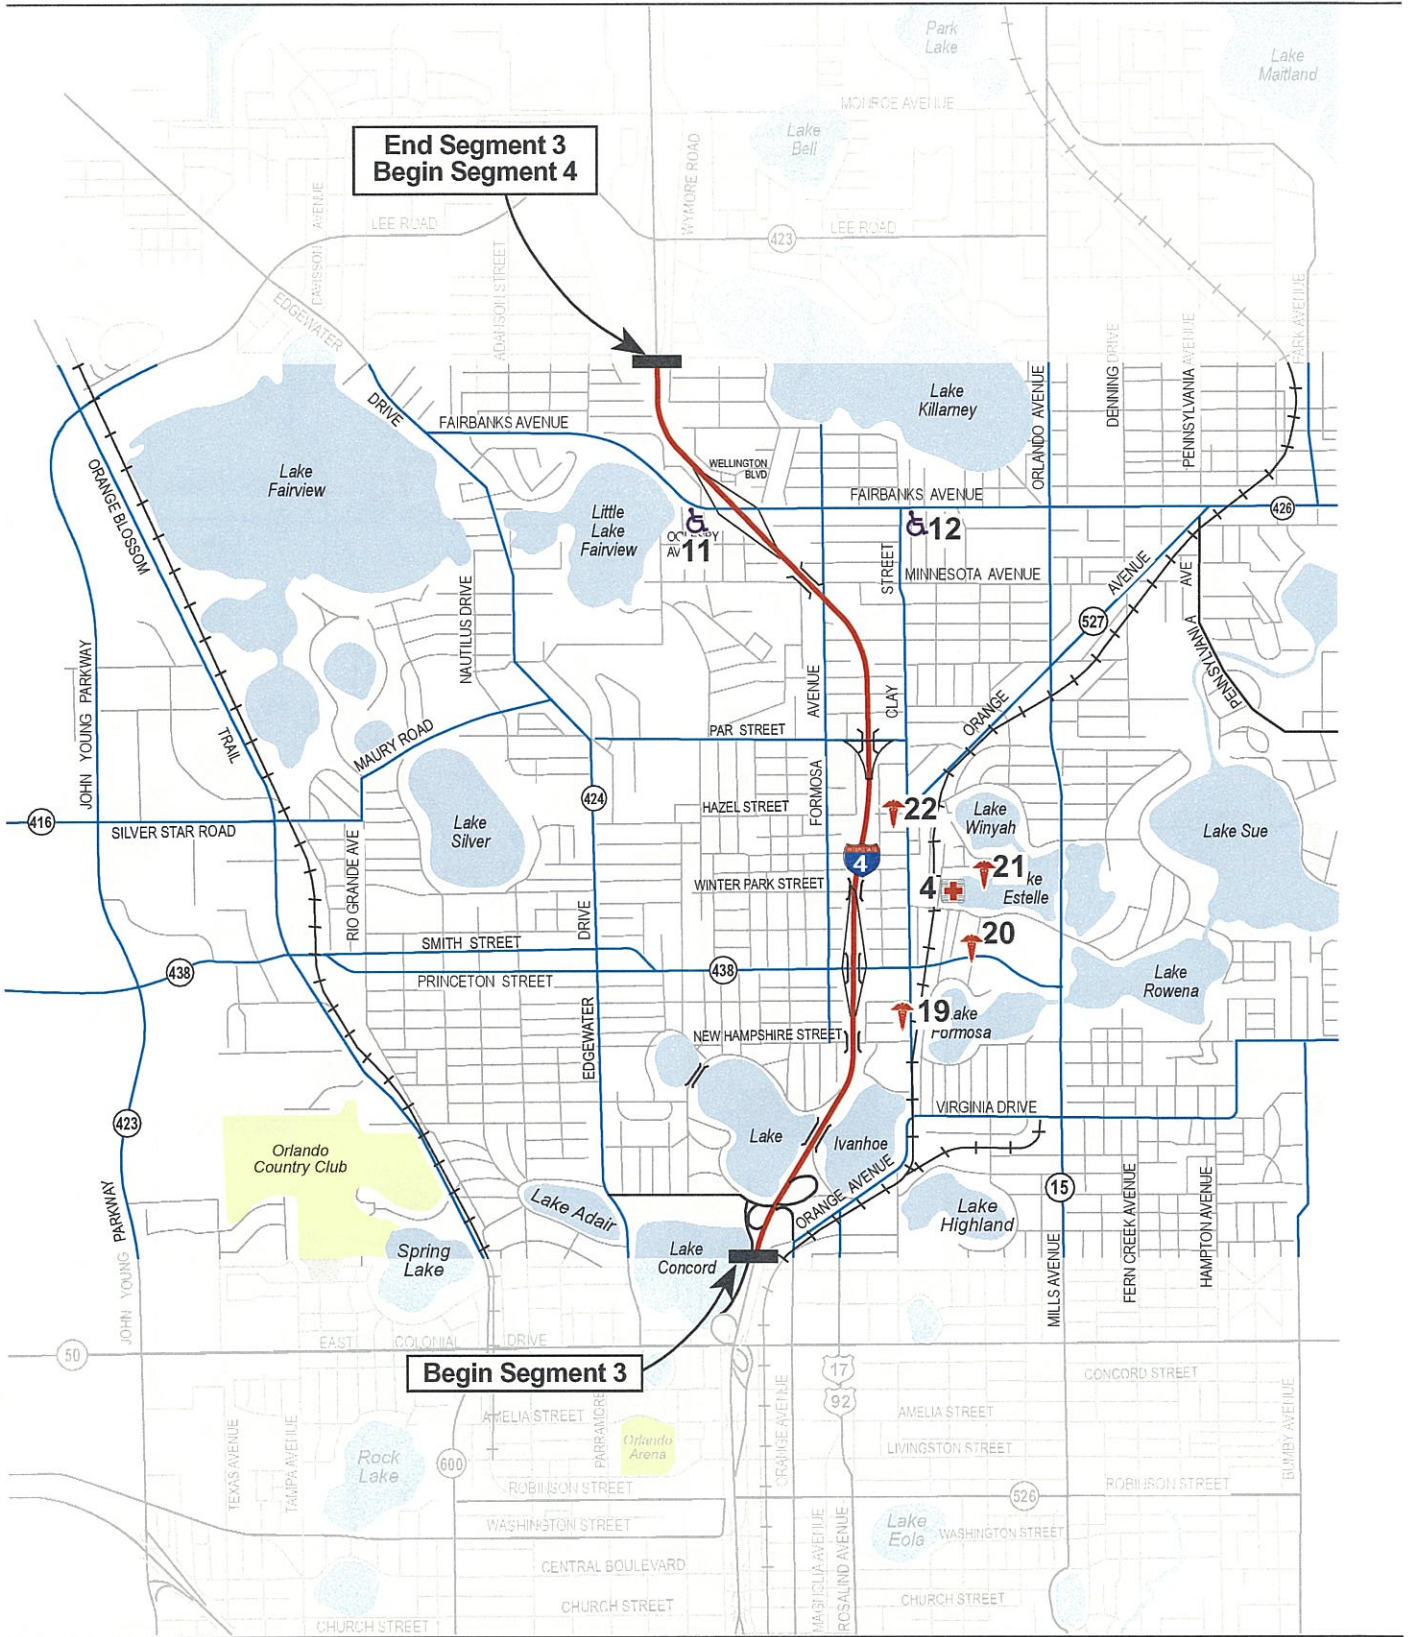 Park
Lake
Lake
Maitland
MONROE AVENUE
Lake
Bell
End Segment 3
Begin Segment 4
WYMORE ROAD
LEE ROAD
423
LEE ROAD
DAVISSON AVENUE
ADANSON STREET
EDGEWATER
PARK AVENUE
DENNING DRIVE
PENNSYLVANIA AVENUE
ORLANDO AVENUE
Lake
Killarney
DRIVE
FAIRBANKS AVENUE
WELLINGTON
BLVD
Lake
Fairview
FAIRBANKS AVENUE
426
ORANGE BLOSSOM
Little
Lake
Fairview
11
12
STREET
MINNESOTA AVENUE
AVENUE
AVE
527
NAUTILUS DRIVE
PENNSYLVANIA
PENNSYLVANIA
JOHN YOUNG PARKWAY
AVENUE
CLAY
ORANGE
TRAIL
MAURY ROAD
PAR STREET
424
FORMOSA
HAZEL STREET
22
Lake
Winyah
416
SILVER STAR ROAD
Lake
Silver
Lake Sue
4
RIO GRANDE AVE
WINTER PARK STREET
4
21
ke
Estelle
DRIVE
20
SMITH STREET
438
438
PRINCETON STREET
Lake
Rowena
EDGEWATER
NEW HAMPSHIRE STREET
19
ake
Formosa
423
VIRGINIA DRIVE
Lake
Ivanhoe
Orlando
Country Club
ORANGE AVENUE
15
PARKWAY
Lake Adair
Lake
Highland
FERN CREEK AVENUE
HAMPTON AVENUE
Spring
Lake
Lake
Concord
MILLS AVENUE
JOHN YOUNG
50
EAST COLONIAL DRIVE
Begin Segment 3
17
92
CONCORD STREET
ORANGE AVENUE
AMELIA STREET
AMELIA STREET
BUMBY AVENUE
TEXAS AVENUE
TAMPA AVENUE
PARRAMORE
Orlando
Arena
LIVINGSTON STREET
Rock
Lake
600
ROBINSON STREET
ROBINSON STREET
526
WASHINGTON STREET
Lake
Eola
WASHINGTON STREET
MAGNOLIA AVENUE
ROSALIND AVENUE
CENTRAL BOULEVARD
CHURCH STREET
CHURCH STREET
CHURCH STREET